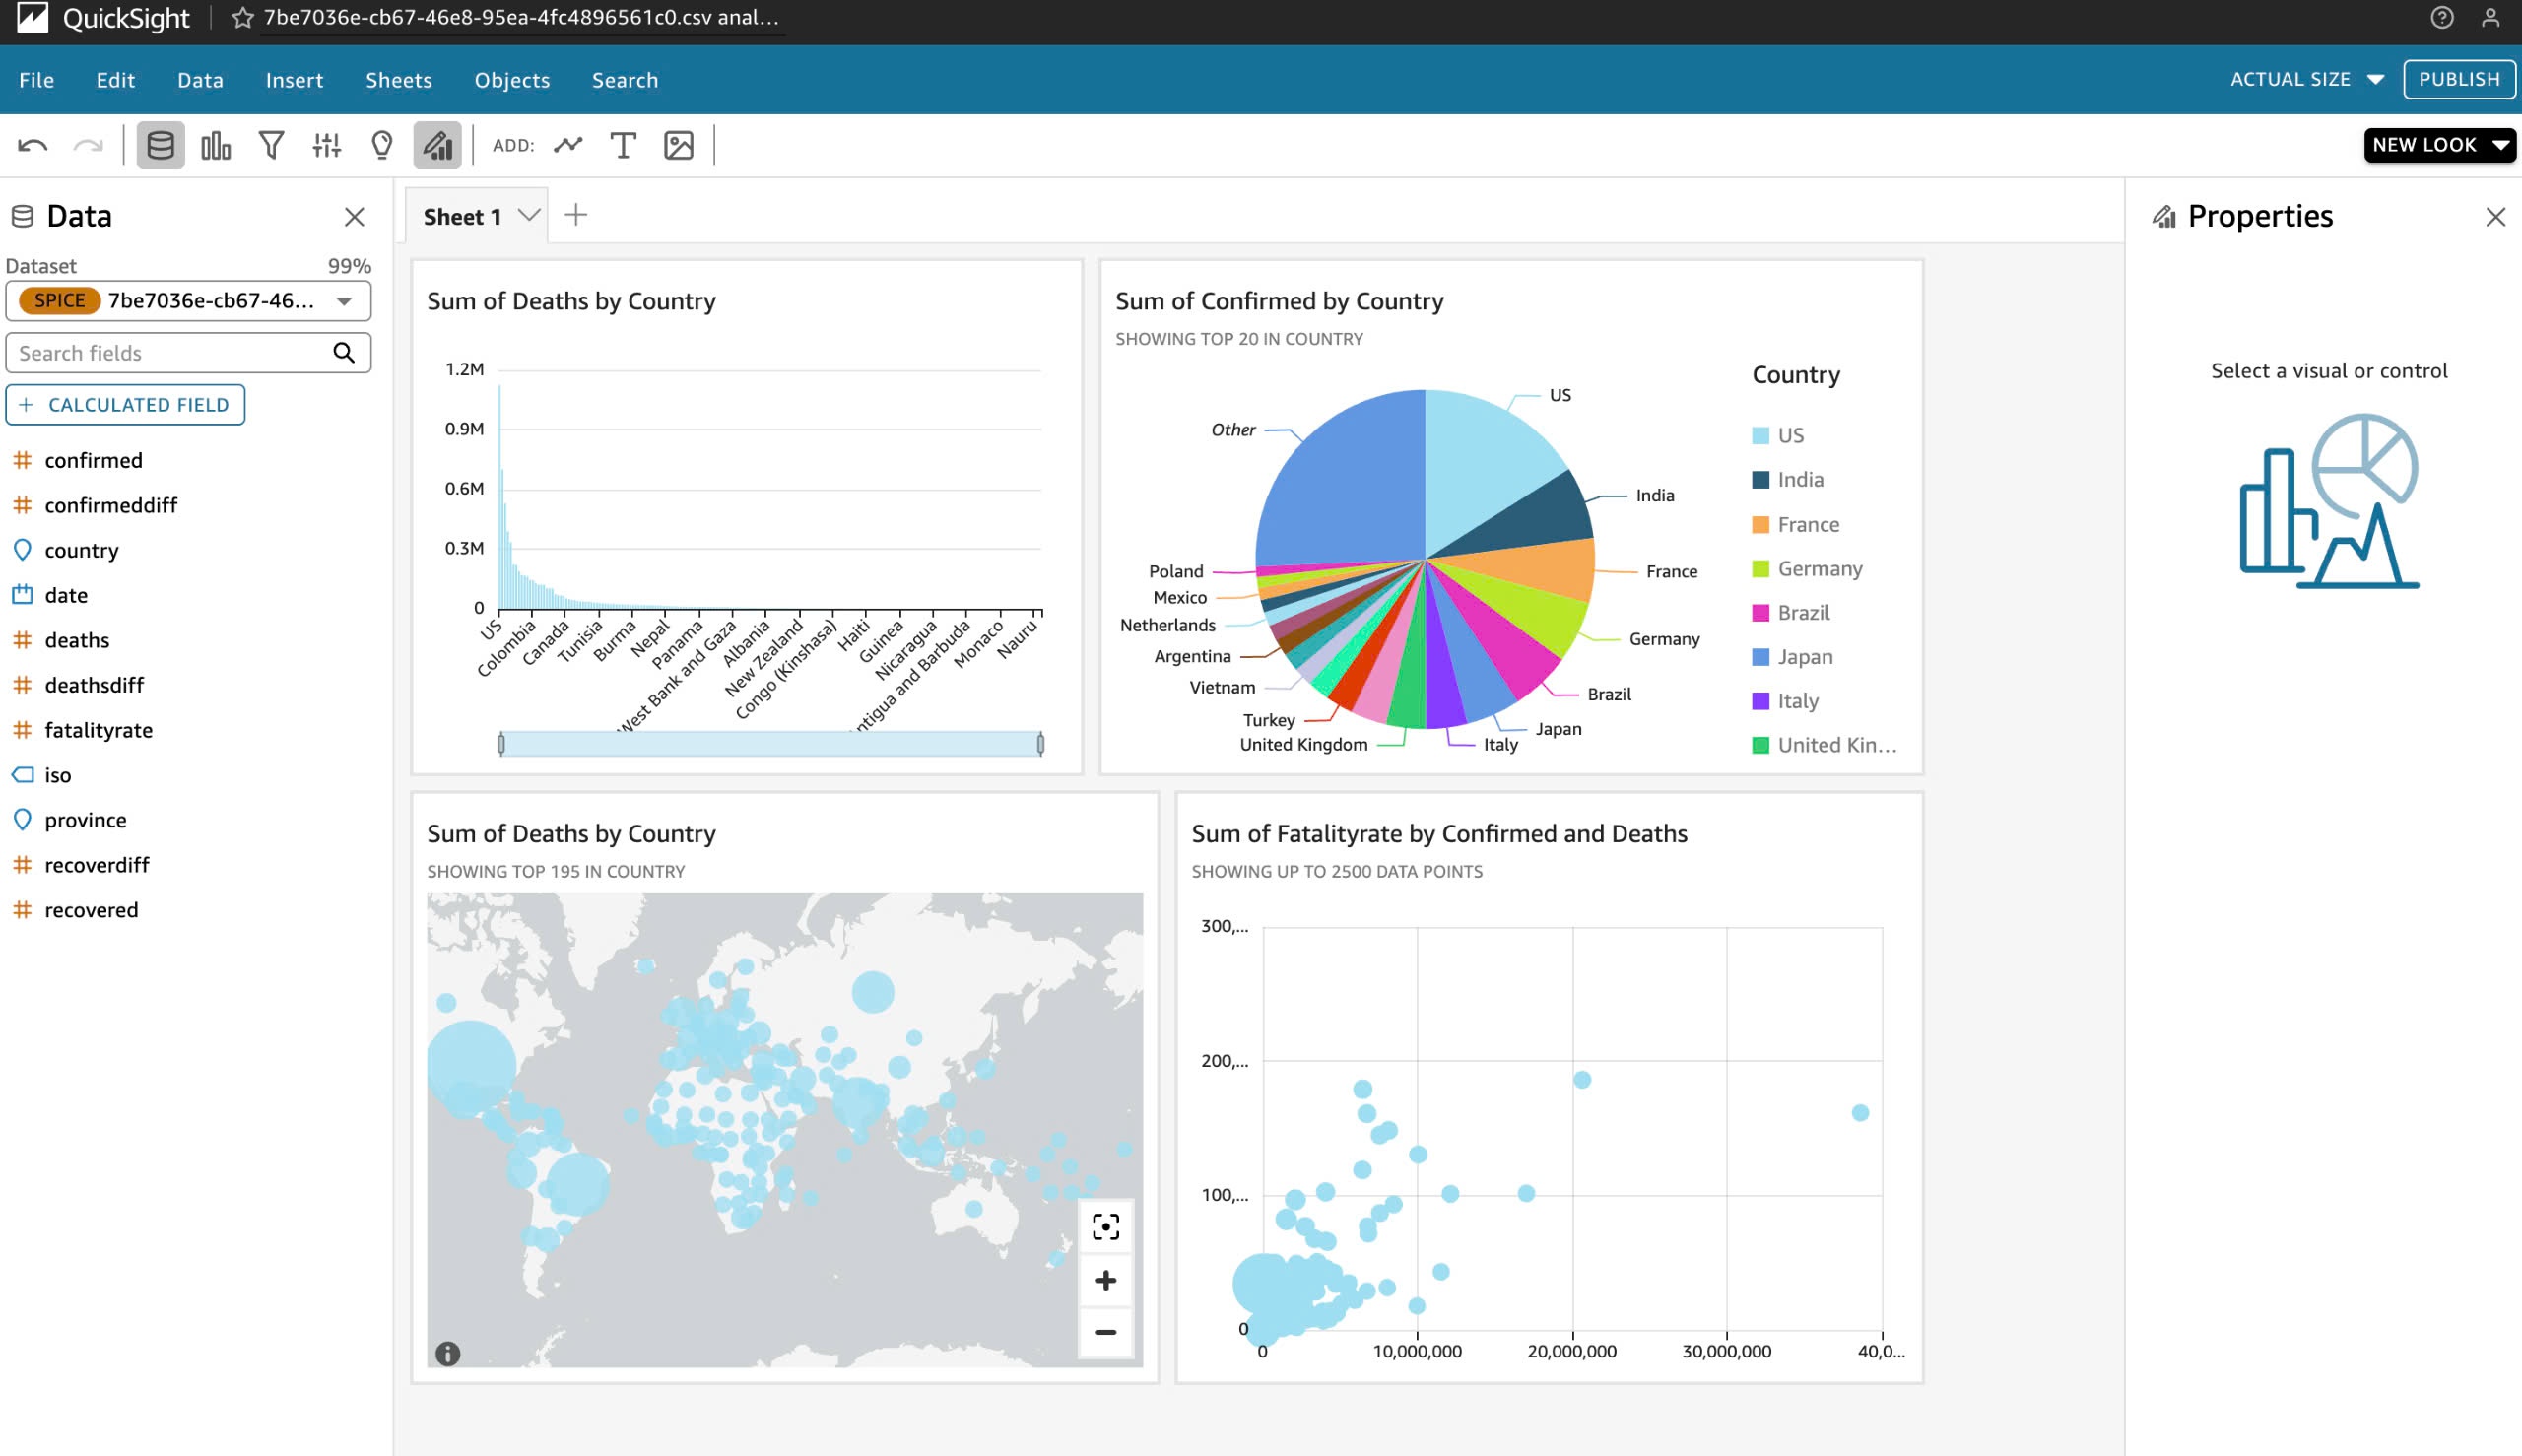 QuickSight
7be7036e-cb67-46e8-95ea-4fc4896561c0.csv anal...
File Edit Data Insert Sheets Objects Search
ACTUAL SIZE
PUBLISH
ADD:
NEW LOOK
Data
Dataset 99%
SPICE 7be7036e-cb67-46...
Search fields
+ CALCULATED FIELD
confirmed
confirmeddiff
country
date
deaths
deathsdiff
fatalityrate
iso
province
recoverdiff
recovered
Sheet 1
Sum of Deaths by Country
1.2M
0.9M
0.6M
0.3M
0
US
Colombia
Canada
Tunisia
Burma
Nepal
Panama
West Bank and Gaza
Albania
New Zealand
Congo (Kinshasa)
Haiti
Guinea
Nicaragua
ntigua and Barbuda
Monaco
Nauru
Sum of Confirmed by Country
SHOWING TOP 20 IN COUNTRY
US
India
France
Germany
Brazil
Japan
Italy
United Kingdom
Turkey
Vietnam
Argentina
Netherlands
Mexico
Poland
Other
Country
US
India
France
Germany
Brazil
Japan
Italy
United Kin...
Sum of Deaths by Country
SHOWING TOP 195 IN COUNTRY
Sum of Fatalityrate by Confirmed and Deaths
SHOWING UP TO 2500 DATA POINTS
300,...
200,...
100,...
0
0
10,000,000
20,000,000
30,000,000
40,0...
Properties
Select a visual or control